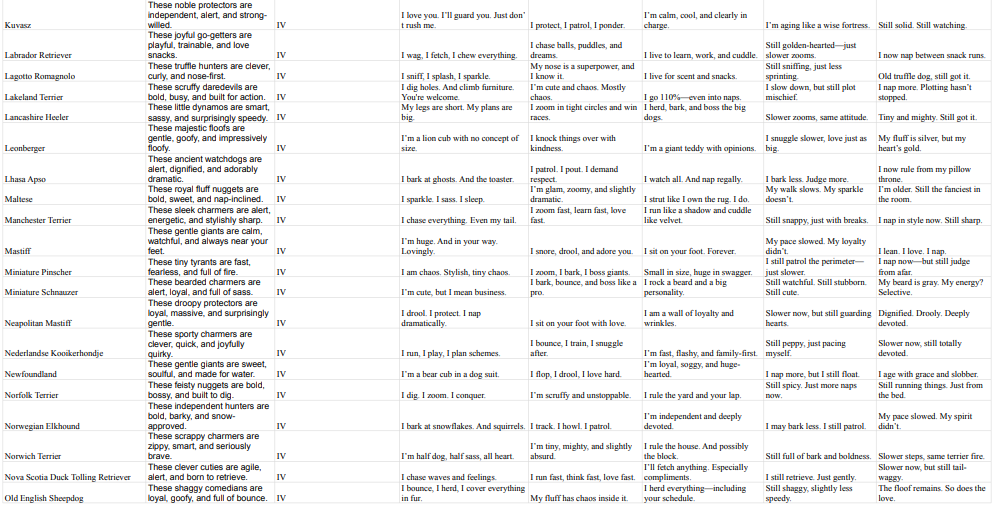 Kuvasz
These noble protectors are
independent, alert, and strong-
willed.
IV
I love you. I'll guard you. Just don'
t rush me.
I protect, I patrol, I ponder.
I'm calm, cool, and clearly in
charge.
I'm aging like a wise fortress.
Still solid. Still watching.
Labrador Retriever
These joyful go-getters are
playful, trainable, and love
snacks.
IV
I wag, I fetch, I chew everything.
I chase balls, puddles, and
dreams.
I live to learn, work, and cuddle.
Still golden-hearted—just
slower zooms.
I now nap between snack runs.
Lagotto Romagnolo
These truffle hunters are clever,
curly, and nose-first.
IV
I sniff, I splash, I sparkle.
My nose is a superpower, and
I know it.
I live for scent and snacks.
Still sniffing, just less
sprinting.
Old truffle dog, still got it.
Lakeland Terrier
These scruffy daredevils are
bold, busy, and built for action.
IV
I dig holes. And climb furniture.
You're welcome.
I'm cute and chaos. Mostly
chaos.
I go 110%—even into naps.
I slow down, but still plot
mischief.
I nap more. Plotting hasn't
stopped.
Lancashire Heeler
These little dynamos are smart,
sassy, and surprisingly speedy.
IV
My legs are short. My plans are
big.
I zoom in tight circles and win
races.
I herd, bark, and boss the big
dogs.
Slower zooms, same attitude.
Tiny and mighty. Still got it.
Leonberger
These majestic floofs are
gentle, goofy, and impressively
floofy.
IV
I'm a lion cub with no concept of
size.
I knock things over with
kindness.
I'm a giant teddy with opinions.
I snuggle slower, love just as
big.
My fluff is silver, but my
heart's gold.
Lhasa Apso
These ancient watchdogs are
alert, dignified, and adorably
dramatic.
IV
I bark at ghosts. And the toaster.
I patrol. I pout. I demand
respect.
I watch all. And nap regally.
I bark less. Judge more.
I now rule from my pillow
throne.
Maltese
These royal fluff nuggets are
bold, sweet, and nap-inclined.
IV
I sparkle. I sass. I sleep.
I'm glam, zoomy, and slightly
dramatic.
I strut like I own the rug. I do.
My walk slows. My sparkle
doesn't.
I'm older. Still the fanciest in
the room.
Manchester Terrier
These sleek charmers are alert,
energetic, and stylishly sharp.
IV
I chase everything. Even my tail.
I zoom fast, learn fast, love
fast.
I run like a shadow and cuddle
like velvet.
Still snappy, just with breaks.
I nap in style now. Still sharp.
Mastiff
These gentle giants are calm,
watchful, and always near your
feet.
IV
I'm huge. And in your way.
Lovingly.
I snore, drool, and adore you.
I sit on your foot. Forever.
My pace slowed. My loyalty
didn't.
I lean. I love. I nap.
Miniature Pinscher
These tiny tyrants are fast,
fearless, and full of fire.
IV
I am chaos. Stylish, tiny chaos.
I zoom, I bark, I boss giants.
Small in size, huge in swagger.
I still patrol the perimeter—
just slower.
I nap now—but still judge
from afar.
Miniature Schnauzer
These bearded charmers are
alert, loyal, and full of sass.
IV
I'm cute, but I mean business.
I bark, bounce, and boss like a
pro.
I rock a beard and a big
personality.
Still watchful. Still stubborn.
Still cute.
My beard is gray. My energy?
Selective.
Neapolitan Mastiff
These droopy protectors are
loyal, massive, and surprisingly
gentle.
IV
I drool. I protect. I nap
dramatically.
I sit on your foot with love.
I am a wall of loyalty and
wrinkles.
Slower now, but still guarding
hearts.
Dignified. Drooly. Deeply
devoted.
Nederlandse Kooikerhondje
These sporty charmers are
clever, quick, and joyfully
quirky.
IV
I run, I play, I plan schemes.
I bounce, I train, I snuggle
after.
I'm fast, flashy, and family-first.
Still peppy, just pacing
myself.
Slower now, still totally
devoted.
Newfoundland
These gentle giants are sweet,
soulful, and made for water.
IV
I'm a bear cub in a dog suit.
I flop, I drool, I love hard.
I'm loyal, soggy, and huge-
hearted.
I nap more, but I still float.
I age with grace and slobber.
Norfolk Terrier
These feisty nuggets are bold,
bossy, and built to dig.
IV
I dig. I zoom. I conquer.
I'm scruffy and unstoppable.
I rule the yard and your lap.
Still spicy. Just more naps
now.
Still running things. Just from
the bed.
Norwegian Elkhound
These independent hunters are
bold, barky, and snow-
approved.
IV
I bark at snowflakes. And squirrels.
I track. I howl. I patrol.
I'm independent and deeply
devoted.
I may bark less. I still patrol.
My pace slowed. My spirit
didn't.
Norwich Terrier
These scrappy charmers are
zippy, smart, and seriously
brave.
IV
I'm half dog, half sass, all heart.
I'm tiny, mighty, and slightly
absurd.
I rule the house. And possibly
the block.
Still full of bark and boldness.
Slower steps, same terrier fire.
Nova Scotia Duck Tolling Retriever
These clever cuties are agile,
alert, and born to retrieve.
IV
I chase waves and feelings.
I run fast, think fast, love fast.
I'll fetch anything. Especially
compliments.
I still retrieve. Just gently.
Slower now, but still tail-
waggy.
Old English Sheepdog
These shaggy comedians are
loyal, goofy, and full of bounce.
IV
I bounce, I herd, I cover everything
in fur.
My fluff has chaos inside it.
I herd everything—including
your schedule.
Still shaggy, slightly less
speedy.
The floof remains. So does the
love.